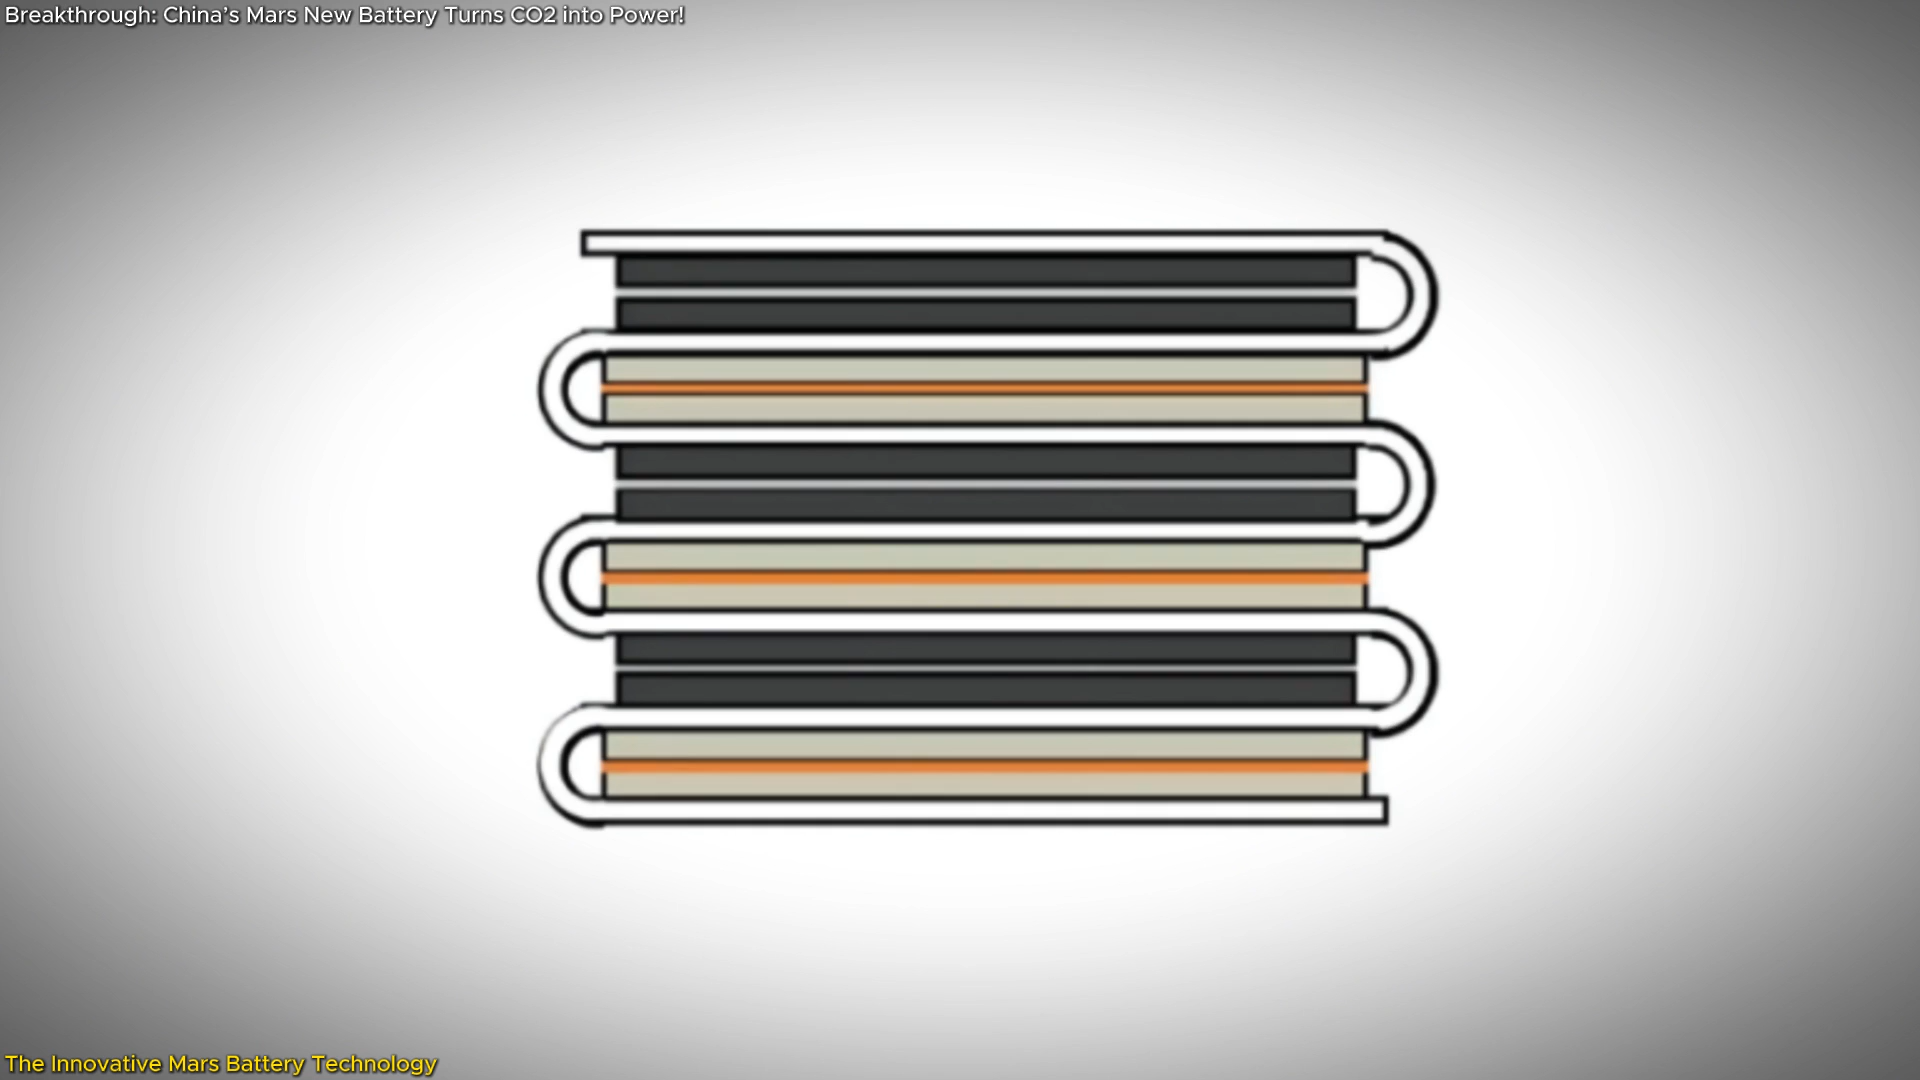 Breakthrough: China’s Mars New Battery Turns CO2 into Power!
The Innovative Mars Battery Technology